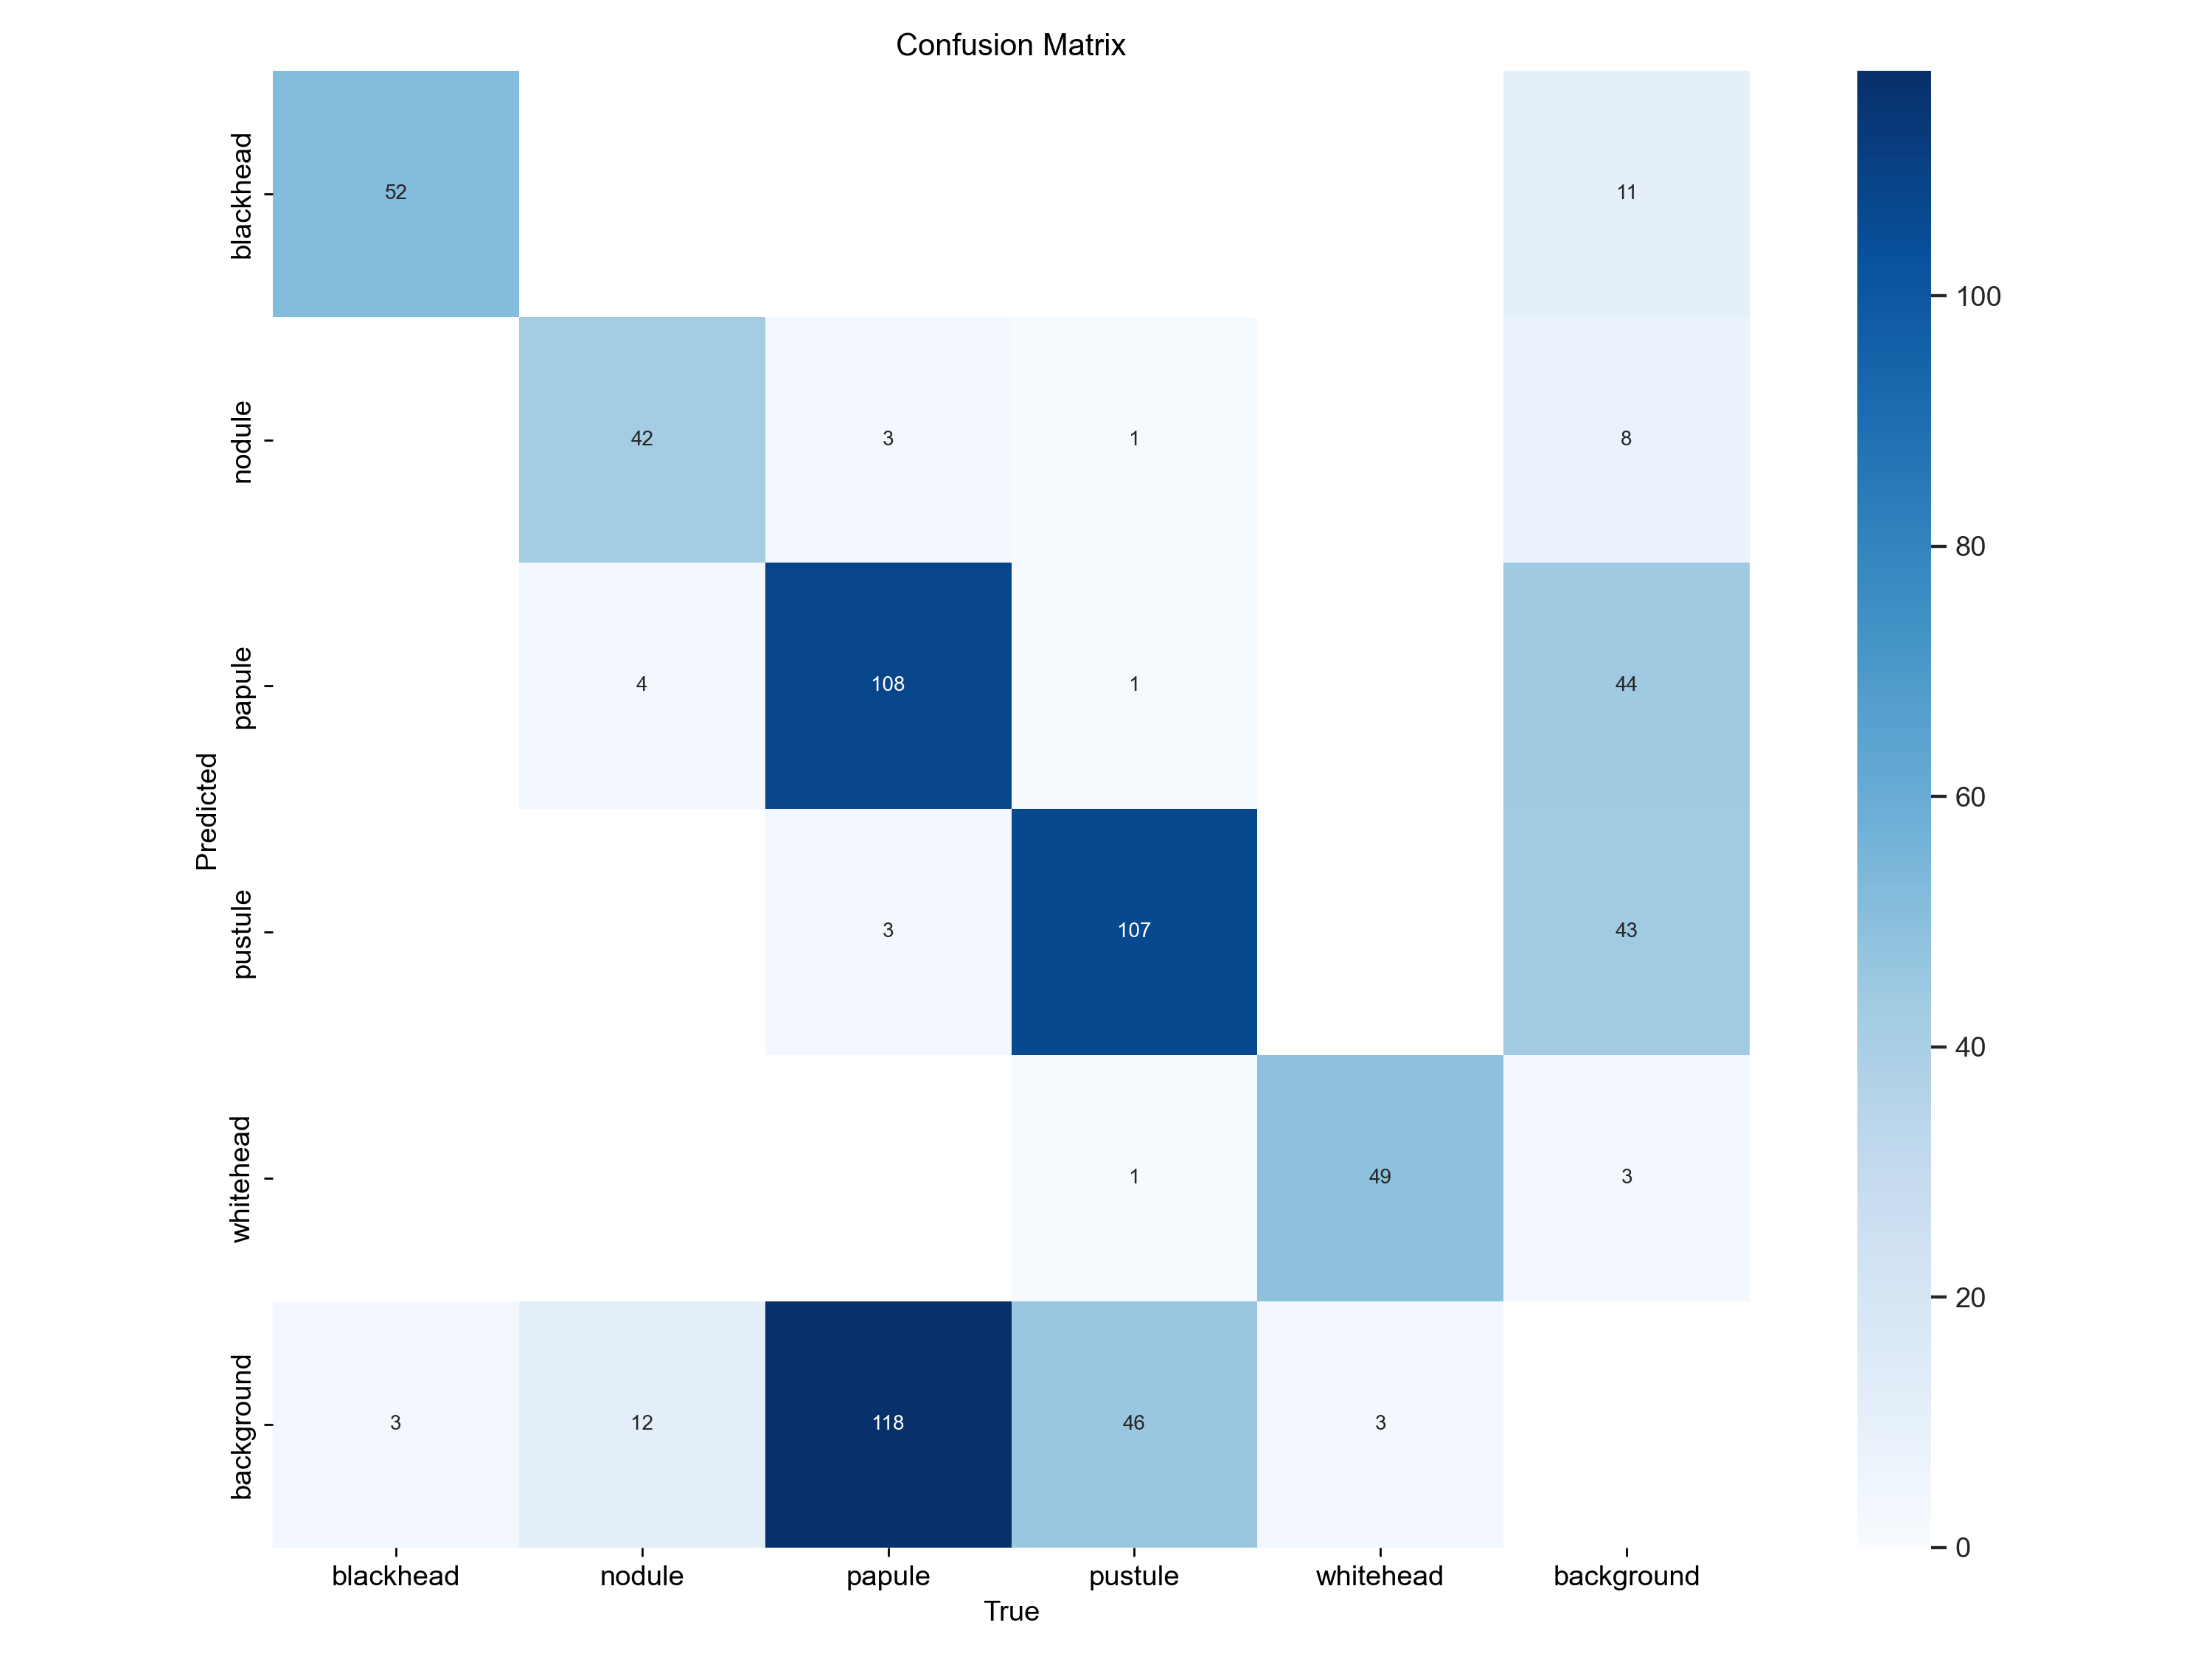 Confusion Matrix
blackhead
52
11
nodule
42
3
1
8
papule
4
108
1
44
Predicted
pustule
3
107
43
whitehead
1
49
3
background
3
12
118
46
3
blackhead
nodule
papule
pustule
whitehead
background
True
100
80
60
40
20
0